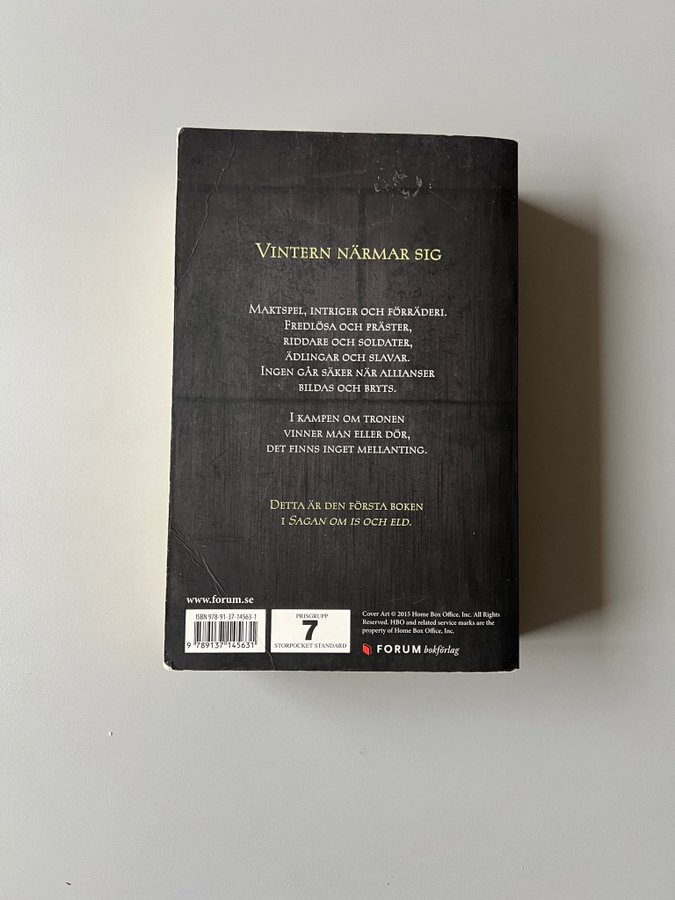 VINTERN NÄRMAR SIG
MAKTSPEL, INTRIGER OCH FÖRRÄDERI.
FREDLÖSA OCH PRÄSTER,
RIDDARE OCH SOLDATER,
ÄDLINGAR OCH SLAVAR.
INGEN GÅR SÄKER NÄR ALLIANSER
BILDAS OCH BRYTS.
I KAMPEN OM TRONEN
VINNER MAN ELLER DÖR,
DET FINNS INGET MELLANTING.
DETTA ÄR DEN FÖRSTA BOKEN
I SAGAN OM IS OCH ELD.
www.forum.se
ISBN 978-91-37-14563-1
9 789137 145631
PRISGRUPP
7
STORPOCKET STANDARD
Cover Art © 2015 Home Box Office, Inc. All Rights
Reserved. HBO and related service marks are the
property of Home Box Office, Inc.
FORUM bokförlag